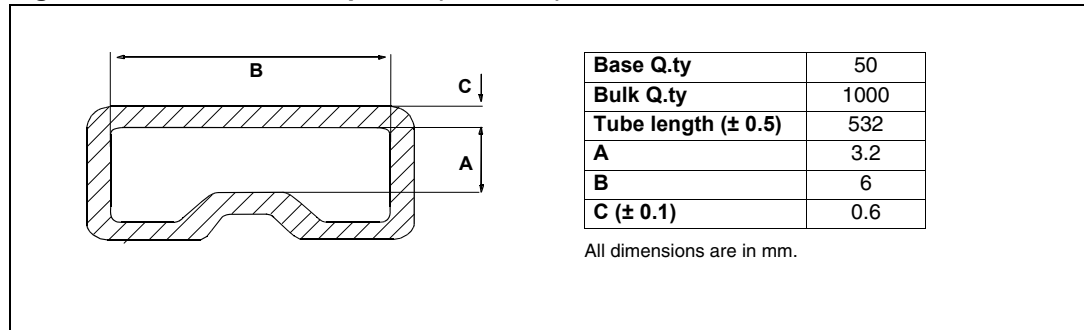 B
C
A
Base Q.ty 50
Bulk Q.ty 1000
Tube length (± 0.5) 532
A 3.2
B 6
C (± 0.1) 0.6
All dimensions are in mm.